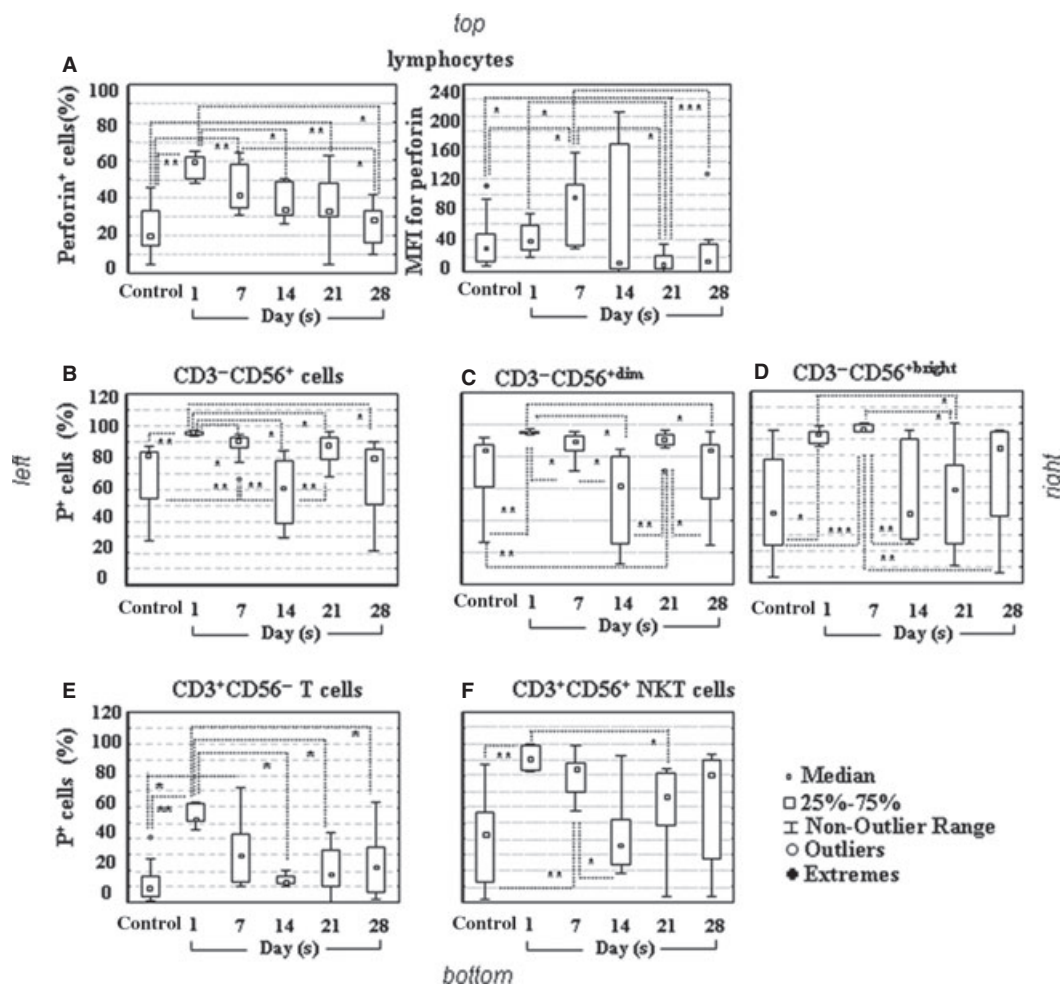 top
A
lymphocytes
Perforin+ cells(%)
100
80
60
40
20
0
Control 1 7 14 21 28
Day (s)
MFI for perforin
240
200
160
120
80
40
0
Control 1 7 14 21 28
Day (s)
* * * * * * * * * * * * * * * * * *
left
right
B CD3−CD56+ cells
P+ cells (%)
120
100
80
60
40
20
0
Control 1 7 14 21 28
Day (s)
C CD3−CD56+dim
Control 1 7 14 21 28
Day (s)
D CD3−CD56+bright
Control 1 7 14 21 28
Day (s)
E CD3+CD56− T cells
P+ cells (%)
120
100
80
60
40
20
0
Control 1 7 14 21 28
Day (s)
F CD3+CD56+ NKT cells
Control 1 7 14 21 28
Day (s)
Median
25%-75%
Non-Outlier Range
Outliers
Extremes
bottom